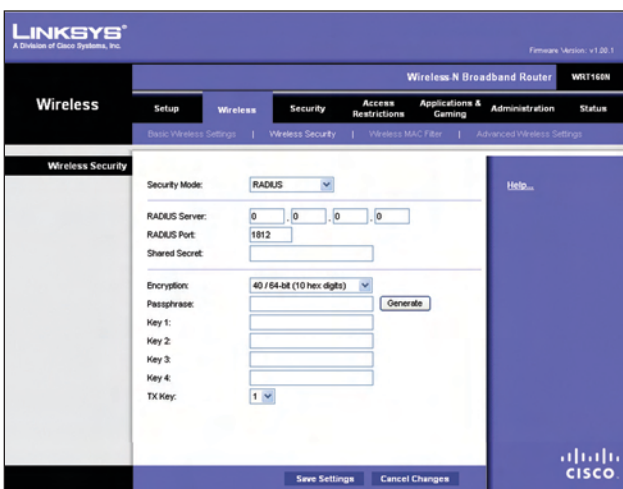 LINKSYS®
A Division of Cisco Systems, Inc.
Firmware Version: v1.00.1
Wireless-N Broadband Router
WRT160N
Wireless
Setup
Wireless
Security
Access Restrictions
Applications & Gaming
Administration
Status
Basic Wireless Settings | Wireless Security | Wireless MAC Filter | Advanced Wireless Settings
Wireless Security
Security Mode: RADIUS
Help...
RADIUS Server: 0 . 0 . 0 . 0
RADIUS Port: 1812
Shared Secret:
Encryption: 40 / 64-bit (10 hex digits)
Passphrase: Generate
Key 1:
Key 2:
Key 3:
Key 4:
TX Key: 1
Save Settings
Cancel Changes
CISCO.